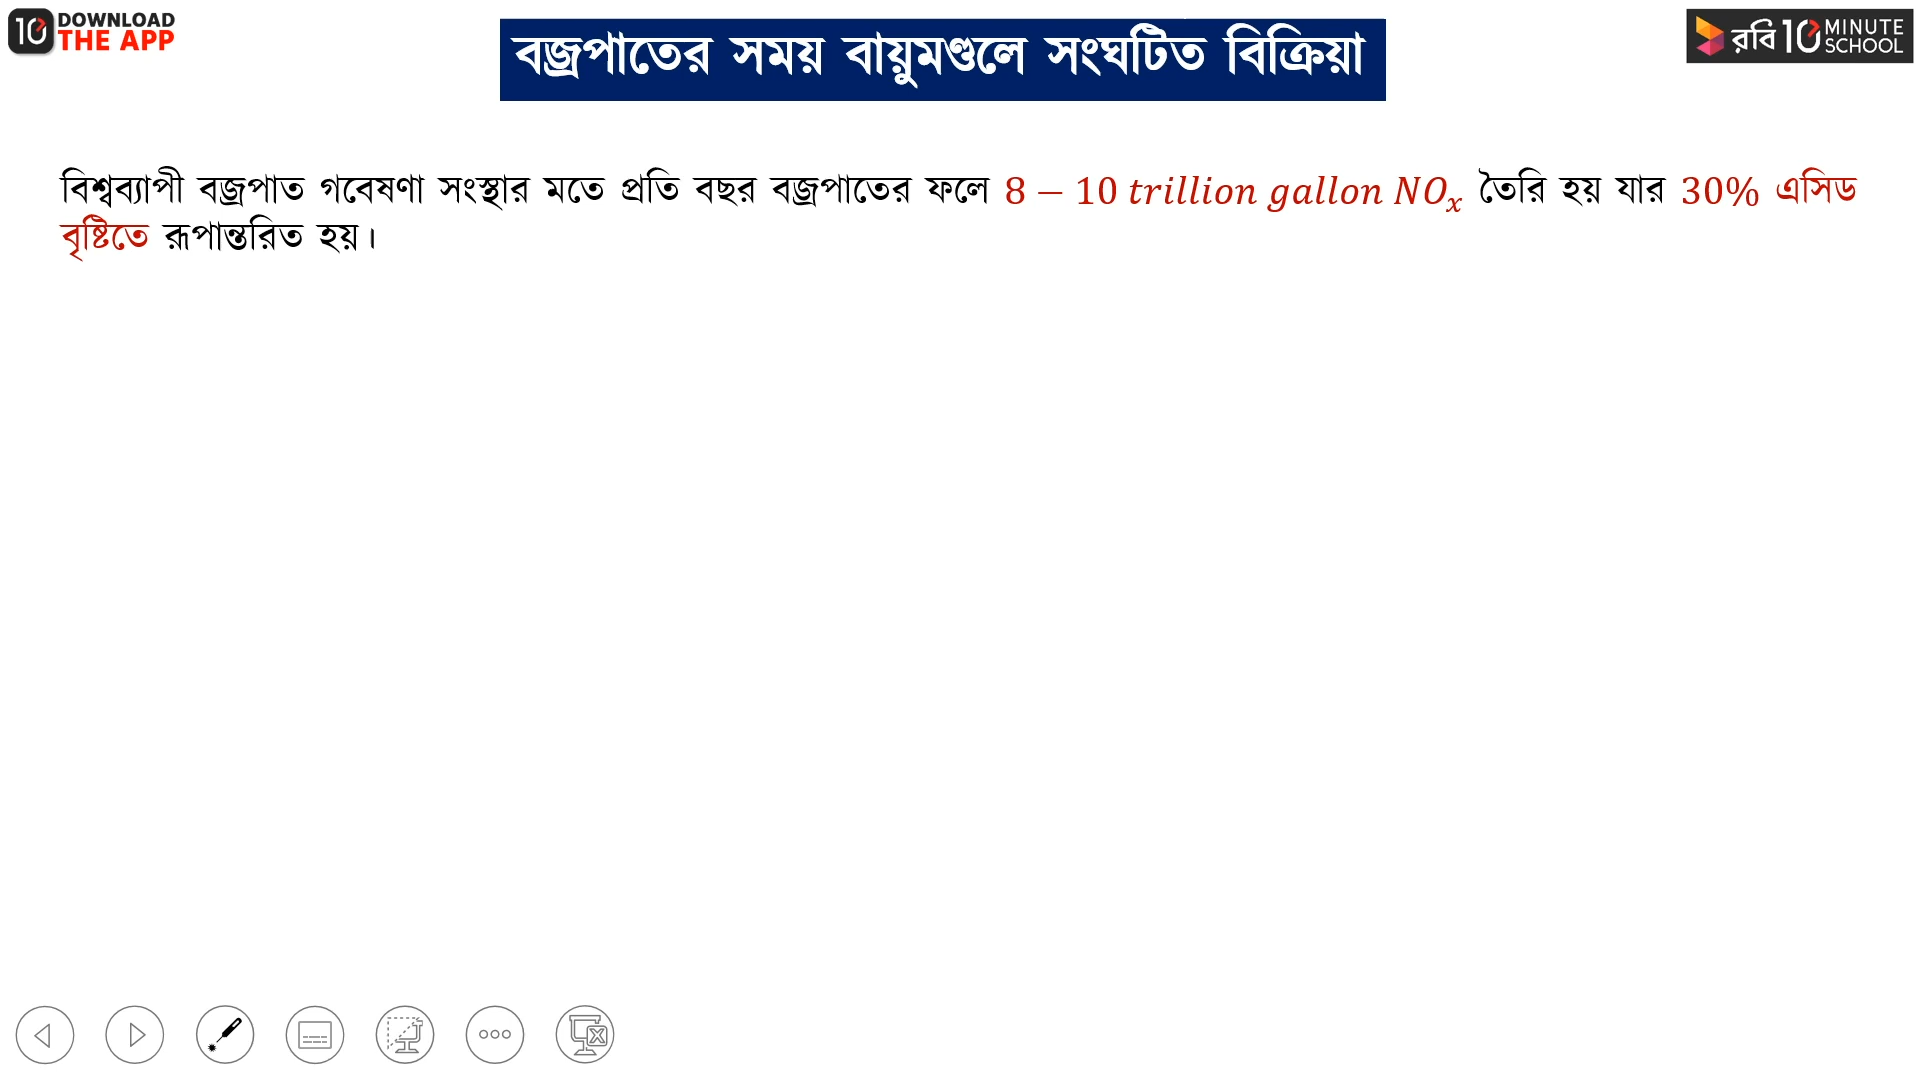 10 DOWNLOAD
THE APP
বজ্রপাতের সময় বায়ুমণ্ডলে সংঘটিত বিক্রিয়া
রবি 10 MINUTE
SCHOOL
বিশ্বব্যাপী বজ্রপাত গবেষণা সংস্থার মতে প্রতি বছর বজ্রপাতের ফলে 8 − 10 trillion gallon NOₓ তৈরি হয় যার 30% এসিড
বৃষ্টিতে রূপান্তরিত হয়।